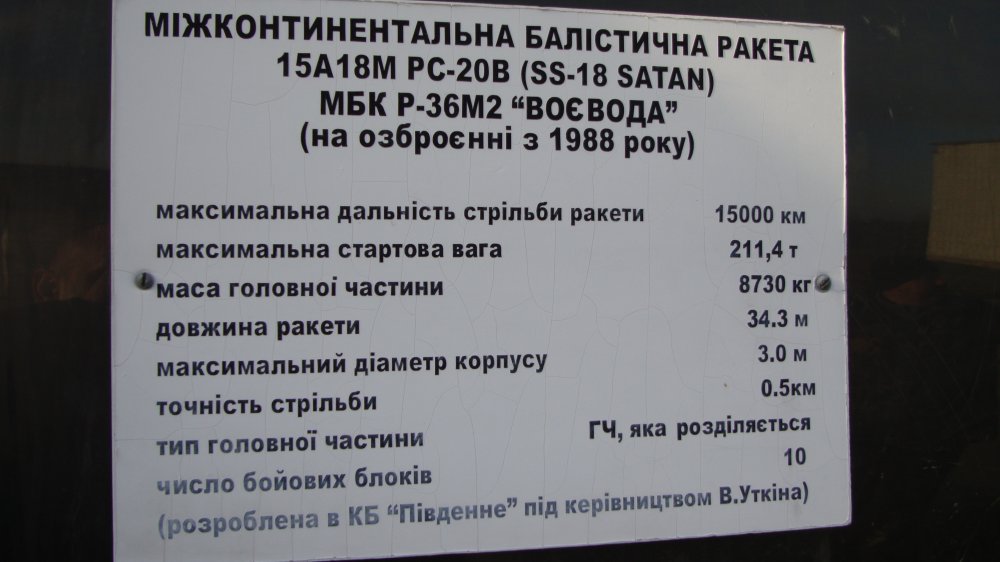 МІЖКОНТИНЕНТАЛЬНА БАЛІСТИЧНА РАКЕТА
15А18М РС-20В (SS-18 SATAN)
МБК Р-36М2 “ВОЄВОДА”
(на озброєнні з 1988 року)
максимальна дальність стрільби ракети 15000 км
максимальна стартова вага 211,4 т
маса головної частини 8730 кг
довжина ракети 34.3 м
максимальний діаметр корпусу 3.0 м
точність стрільби 0.5км
тип головної частини ГЧ, яка розділяється
число бойових блоків 10
(розроблена в КБ “Південне” під керівництвом В.Уткіна)